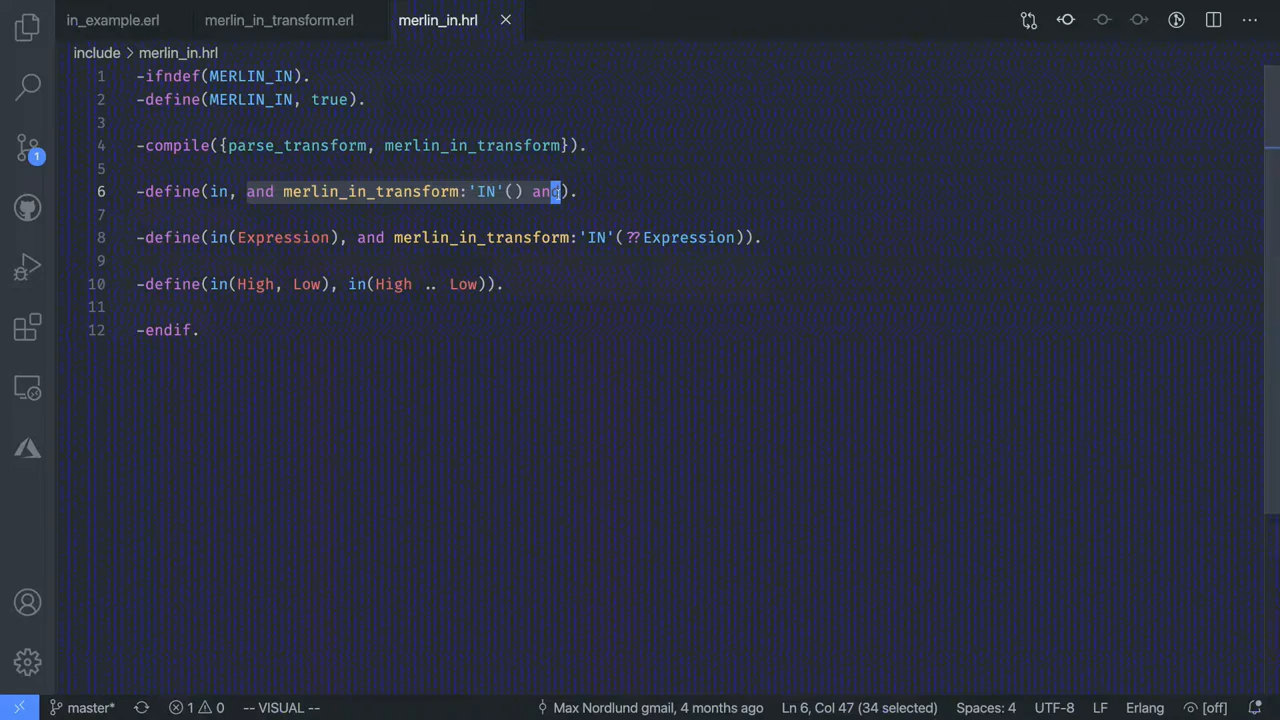 in_example.erl merlin_in_transform.erl merlin_in.hrl
include > merlin_in.hrl
1 -ifndef(MERLIN_IN).
2 -define(MERLIN_IN, true).
3
4 -compile({parse_transform, merlin_in_transform}).
5
6 -define(in, and merlin_in_transform:'IN'() and).
7
8 -define(in(Expression), and merlin_in_transform:'IN'(??Expression)).
9
10 -define(in(High, Low), in(High .. Low)).
11
12 -endif.
1
master* 1 0 -- VISUAL -- Max Nordlund gmail, 4 months ago Ln 6, Col 47 (34 selected) Spaces: 4 UTF-8 LF Erlang [off]